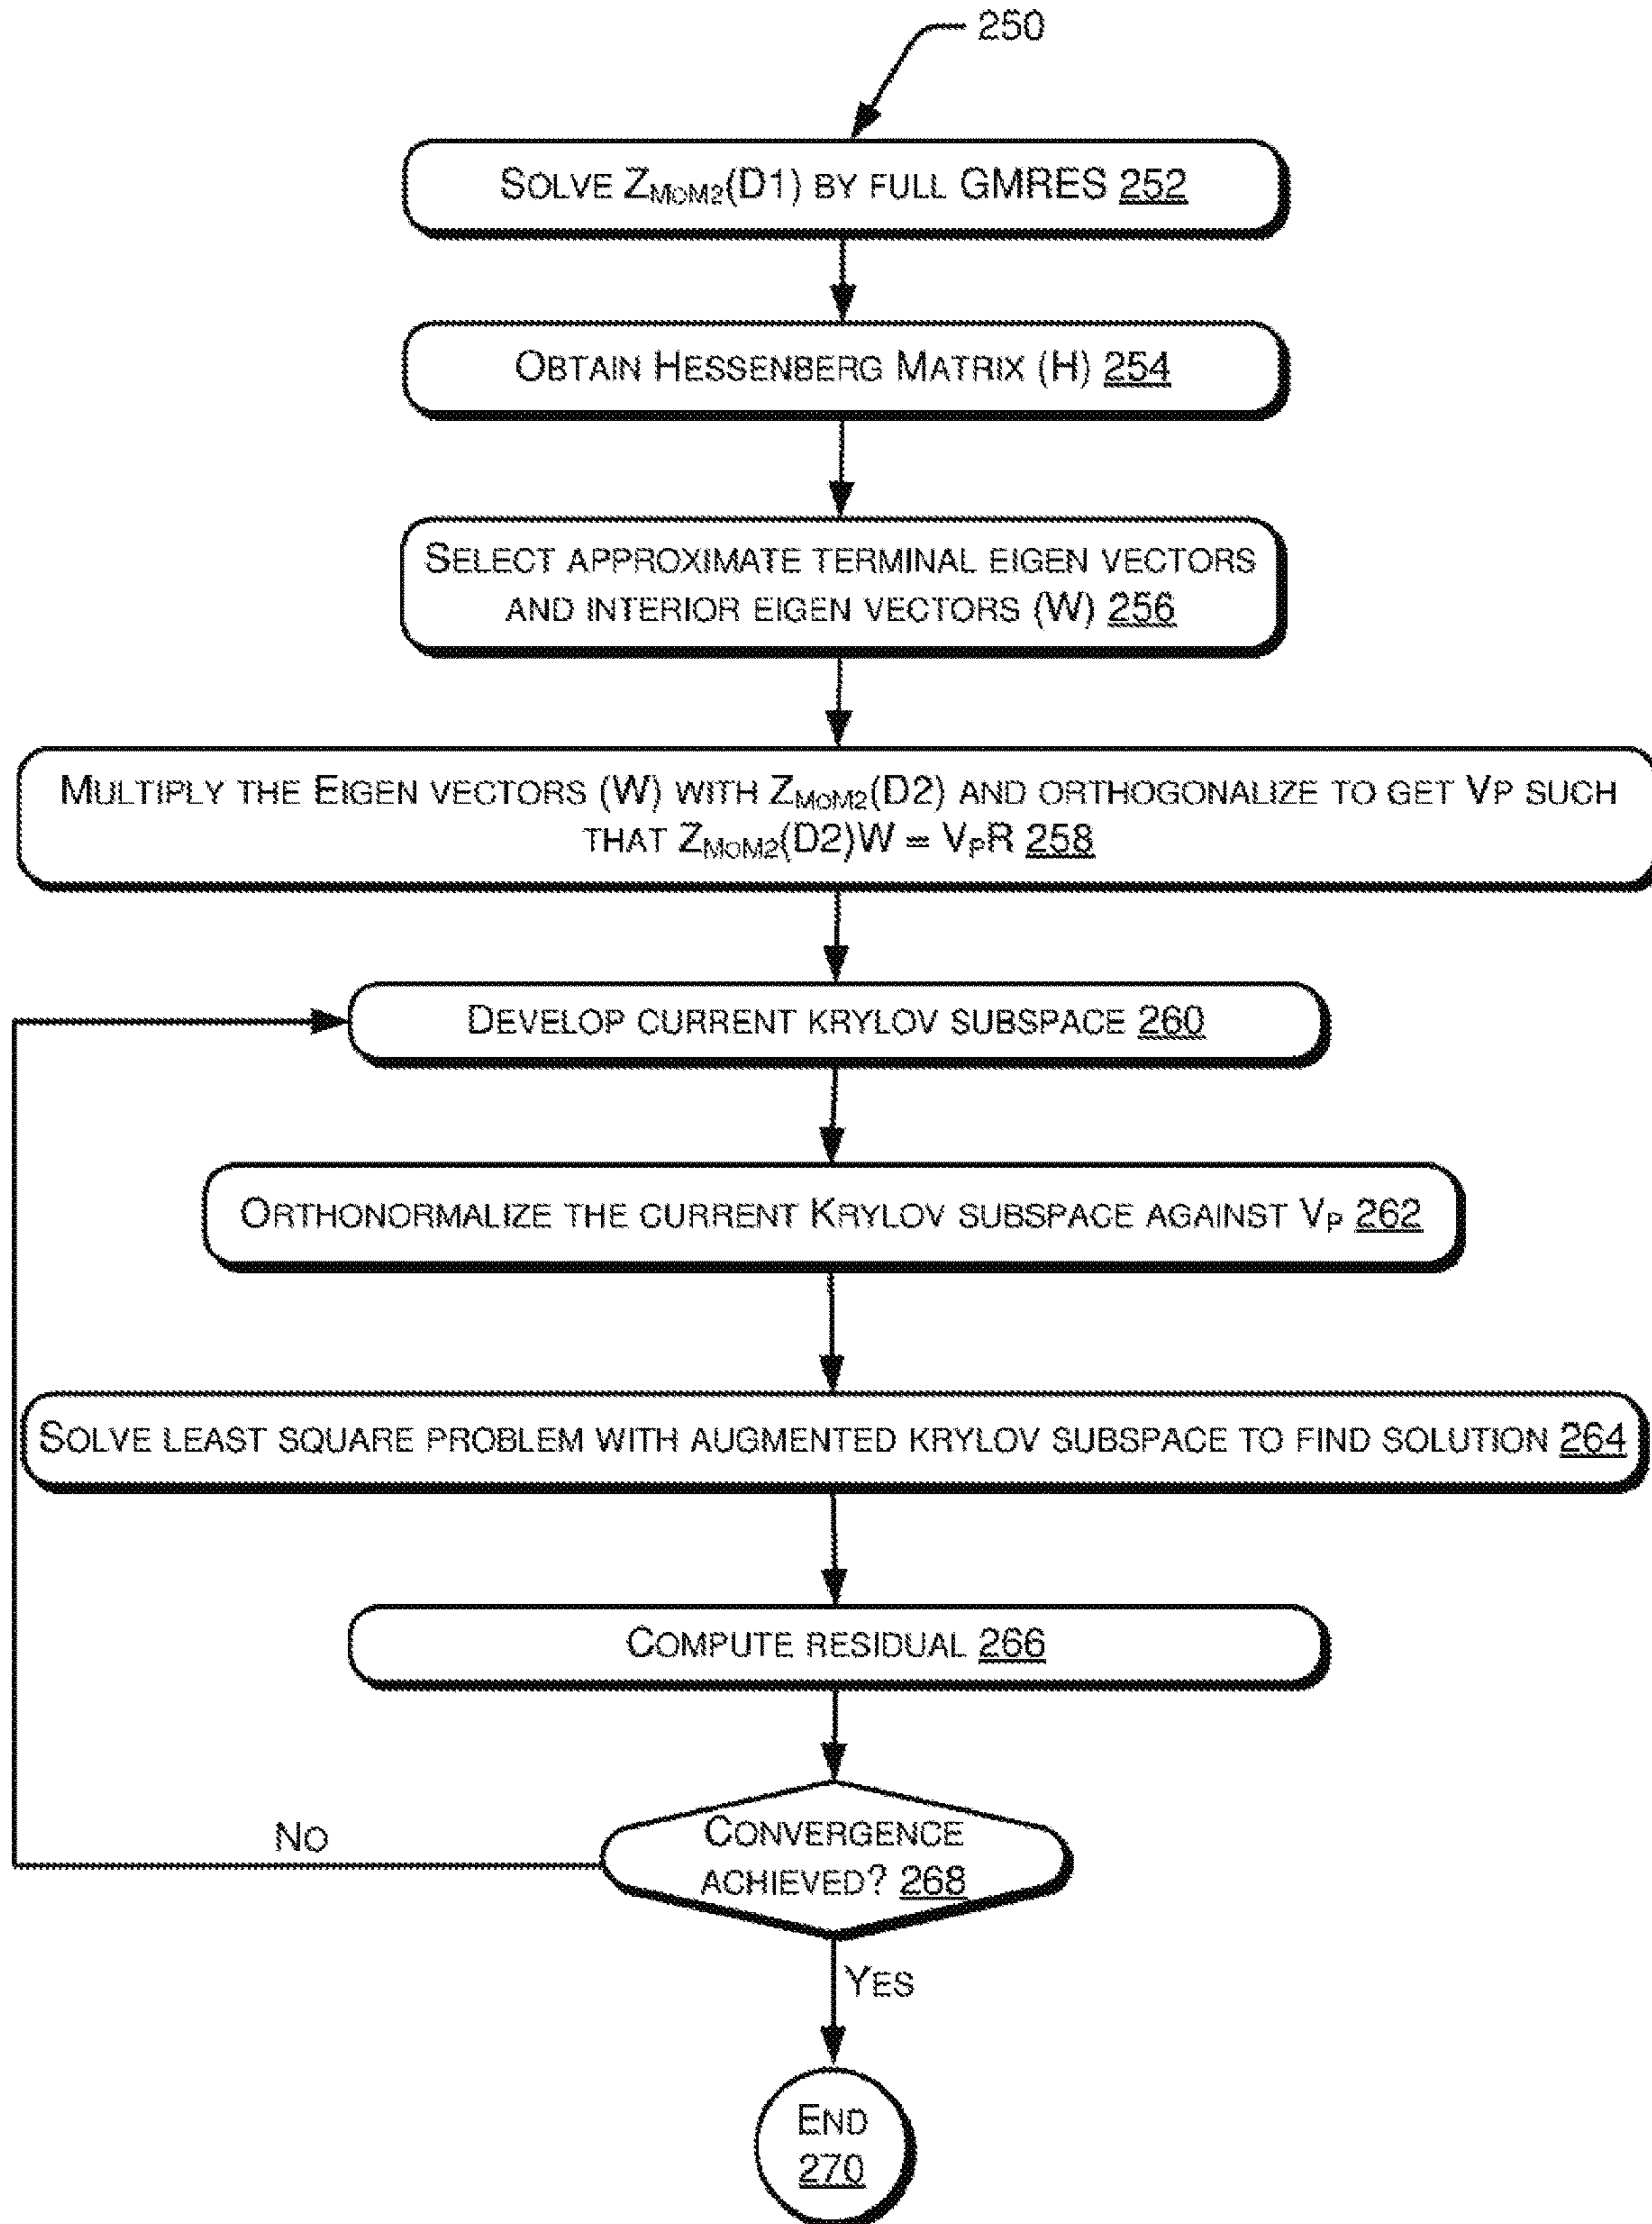 250
SOLVE ZMOM2(D1) BY FULL GMRES 252
OBTAIN HESSENBERG MATRIX (H) 254
SELECT APPROXIMATE TERMINAL EIGEN VECTORS
AND INTERIOR EIGEN VECTORS (W) 256
MULTIPLY THE EIGEN VECTORS (W) WITH ZMOM2(D2) AND ORTHOGONALIZE TO GET VP SUCH
THAT ZMOM2(D2)W = VPR 258
DEVELOP CURRENT KRYLOV SUBSPACE 260
ORTHONORMALIZE THE CURRENT KRYLOV SUBSPACE AGAINST VP 262
SOLVE LEAST SQUARE PROBLEM WITH AUGMENTED KRYLOV SUBSPACE TO FIND SOLUTION 264
COMPUTE RESIDUAL 266
CONVERGENCE
ACHIEVED? 268
NO
YES
END
270